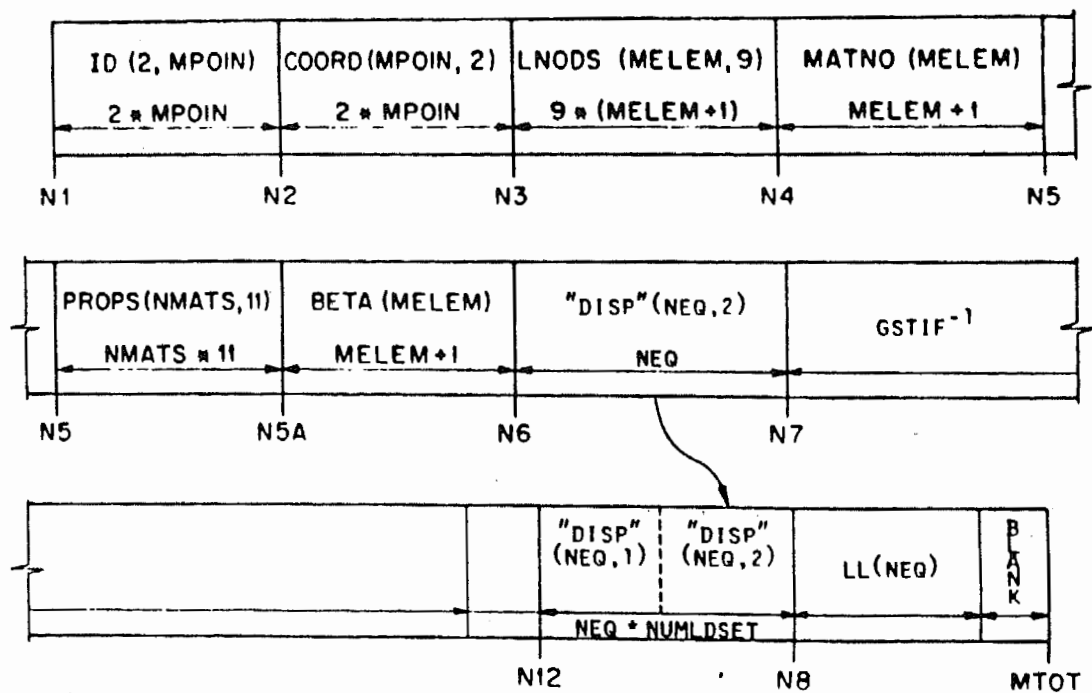 ID (2, MPOIN) COORD(MPOIN, 2) LNODS (MELEM, 9) MATNO (MELEM)
2 * MPOIN 2 * MPOIN 9 * (MELEM+1) MELEM + 1
N1 N2 N3 N4 N5
PROPS(NMATS, 11) BETA (MELEM) "DISP"(NEQ, 2) GSTIF⁻¹
NMATS * 11 MELEM + 1 NEQ
N5 N5A N6 N7
"DISP" "DISP" LL(NEQ) BLANK
(NEQ, 1) (NEQ, 2)
NEQ * NUMLDSET
N12 N8 MTOT